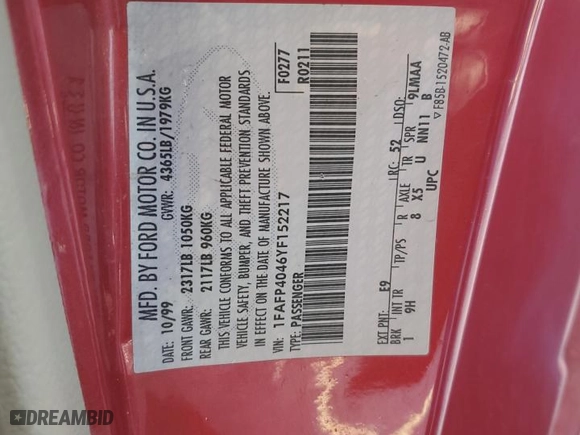 MFD. BY FORD MOTOR CO. IN U.S.A.
DATE: 10/99 GVWR: 4365LB/1979KG
FRONT GAWR: 2317LB 1050KG
REAR GAWR: 2117LB 960KG
THIS VEHICLE CONFORMS TO ALL APPLICABLE FEDERAL MOTOR
VEHICLE SAFETY, BUMPER, AND THEFT PREVENTION STANDARDS
IN EFFECT ON THE DATE OF MANUFACTURE SHOWN ABOVE.
VIN: 1FAFP4046YF152217 F0277
TYPE: PASSENGER R0211
EXT PNT: E9 RC: 52 DSO:
BRK INT TR TP/PS R AXLE TR SPR 9LMAA
1 9H 8 X5 U NN11 B
UPC ▽F85B-1520472-AB
DREAMBID